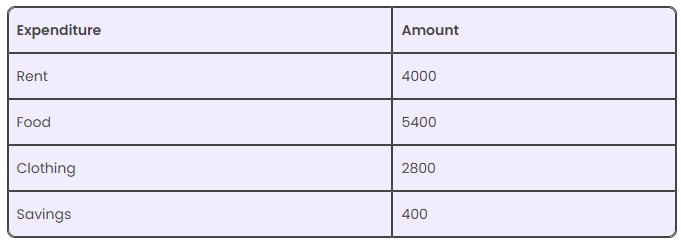 Expenditure Amount
Rent 4000
Food 5400
Clothing 2800
Savings 400